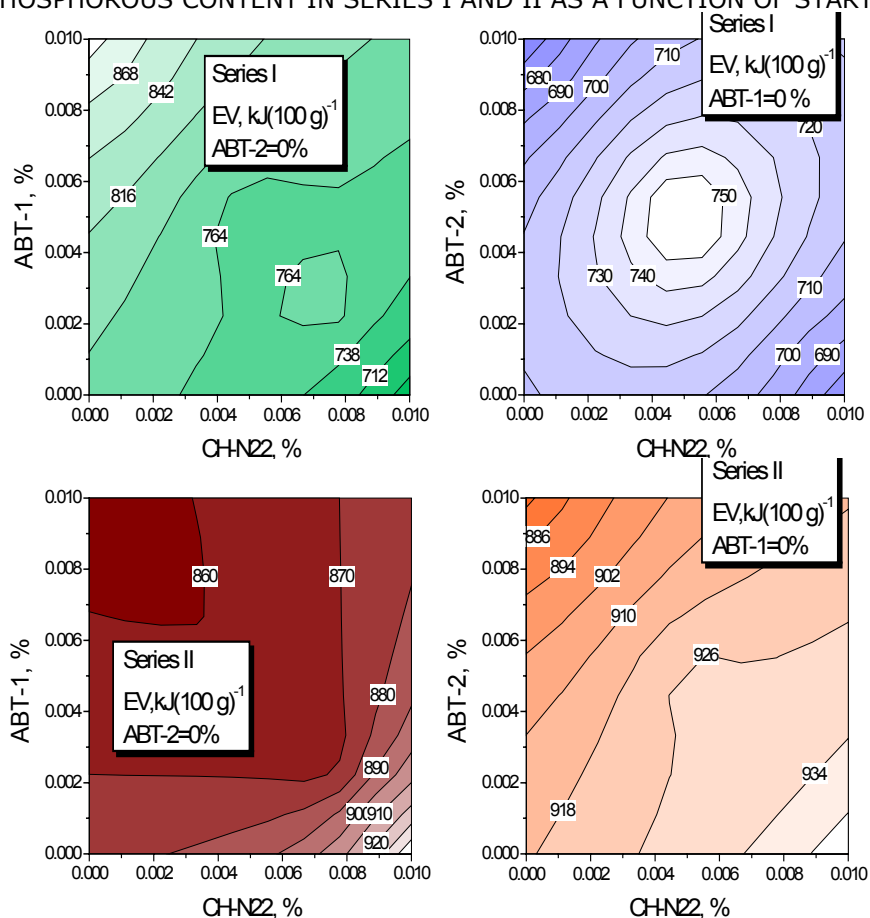 HOSPHOROUS CONTENT IN SERIES I AND II AS A FUNCTION OF START
0.010
0.008
0.006
0.004
0.002
0.000
ABT-1, %
868
842
816
764
764
738
712
Series I
EV, kJ(100 g)-1
ABT-2=0%
0.000 0.002 0.004 0.006 0.008 0.010
CH-N22, %
0.010
0.008
0.006
0.004
0.002
0.000
ABT-2, %
680
690
700
710
720
750
730
740
710
700
690
Series I
EV, kJ(100 g)-1
ABT-1=0 %
0.000 0.002 0.004 0.006 0.008 0.010
CH-N22, %
0.010
0.008
0.006
0.004
0.002
0.000
ABT-1, %
860
870
880
890
900
910
920
Series II
EV,kJ(100 g)-1
ABT-2=0%
0.000 0.002 0.004 0.006 0.008 0.010
CH-N22, %
0.010
0.008
0.006
0.004
0.002
0.000
ABT-2, %
886
894
902
910
926
934
918
Series II
EV,kJ(100 g)-1
ABT-1=0%
0.000 0.002 0.004 0.006 0.008 0.010
CH-N22, %